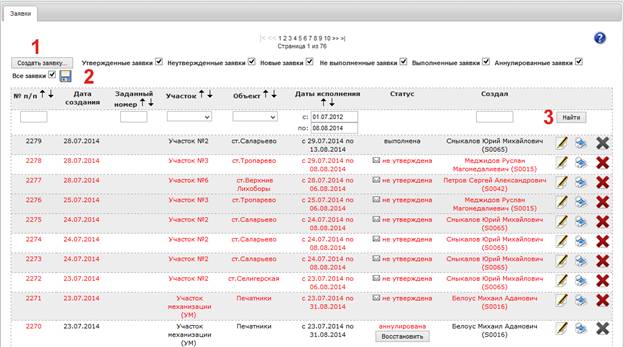 Заявки
|< << 1 2 3 4 5 6 7 8 9 10 >> >|
Страница 1 из 76
1
Создать заявку... Утвержденные заявки Неутвержденные заявки Новые заявки Не выполненные заявки Выполненные заявки Аннулированные заявки
Все заявки 2
№ п/п Дата создания Заданный номер Участок Объект Даты исполнения Статус Создал
с: 01.07.2012 3 Найти
по: 08.08.2014
2279 28.07.2014 Участок №2 ст.Саларьево с 29.07.2014 по 13.08.2014 выполнена Смыкалов Юрий Михайлович (S0065)
2278 28.07.2014 Участок №3 ст.Тропарево с 29.07.2014 по 08.08.2014 не утверждена Меджидов Руслан Магомедалиевич (S0015)
2277 28.07.2014 Участок №6 ст.Верхние Лихоборы с 28.07.2014 по 06.08.2014 не утверждена Петров Сергей Александрович (S0042)
2276 25.07.2014 Участок №3 ст.Тропарево с 25.07.2014 по 08.08.2014 не утверждена Меджидов Руслан Магомедалиевич (S0015)
2275 24.07.2014 Участок №2 ст.Саларьево с 24.07.2014 по 08.08.2014 не утверждена Смыкалов Юрий Михайлович (S0065)
2274 24.07.2014 Участок №2 ст.Саларьево с 24.07.2014 по 08.08.2014 не утверждена Смыкалов Юрий Михайлович (S0065)
2273 24.07.2014 Участок №2 ст.Саларьево с 24.07.2014 по 08.08.2014 не утверждена Смыкалов Юрий Михайлович (S0065)
2272 23.07.2014 Участок №2 ст.Селигерская с 23.07.2014 по 06.08.2014 не утверждена Смыкалов Юрий Михайлович (S0065)
2271 23.07.2014 Участок механизации (УМ) Печатники с 23.07.2014 по 31.08.2014 не утверждена Белоус Михаил Адамович (S0016)
2270 23.07.2014 Участок механизации (УМ) Печатники с 23.07.2014 по 31.08.2014 аннулирована Восстановить Белоус Михаил Адамович (S0016)